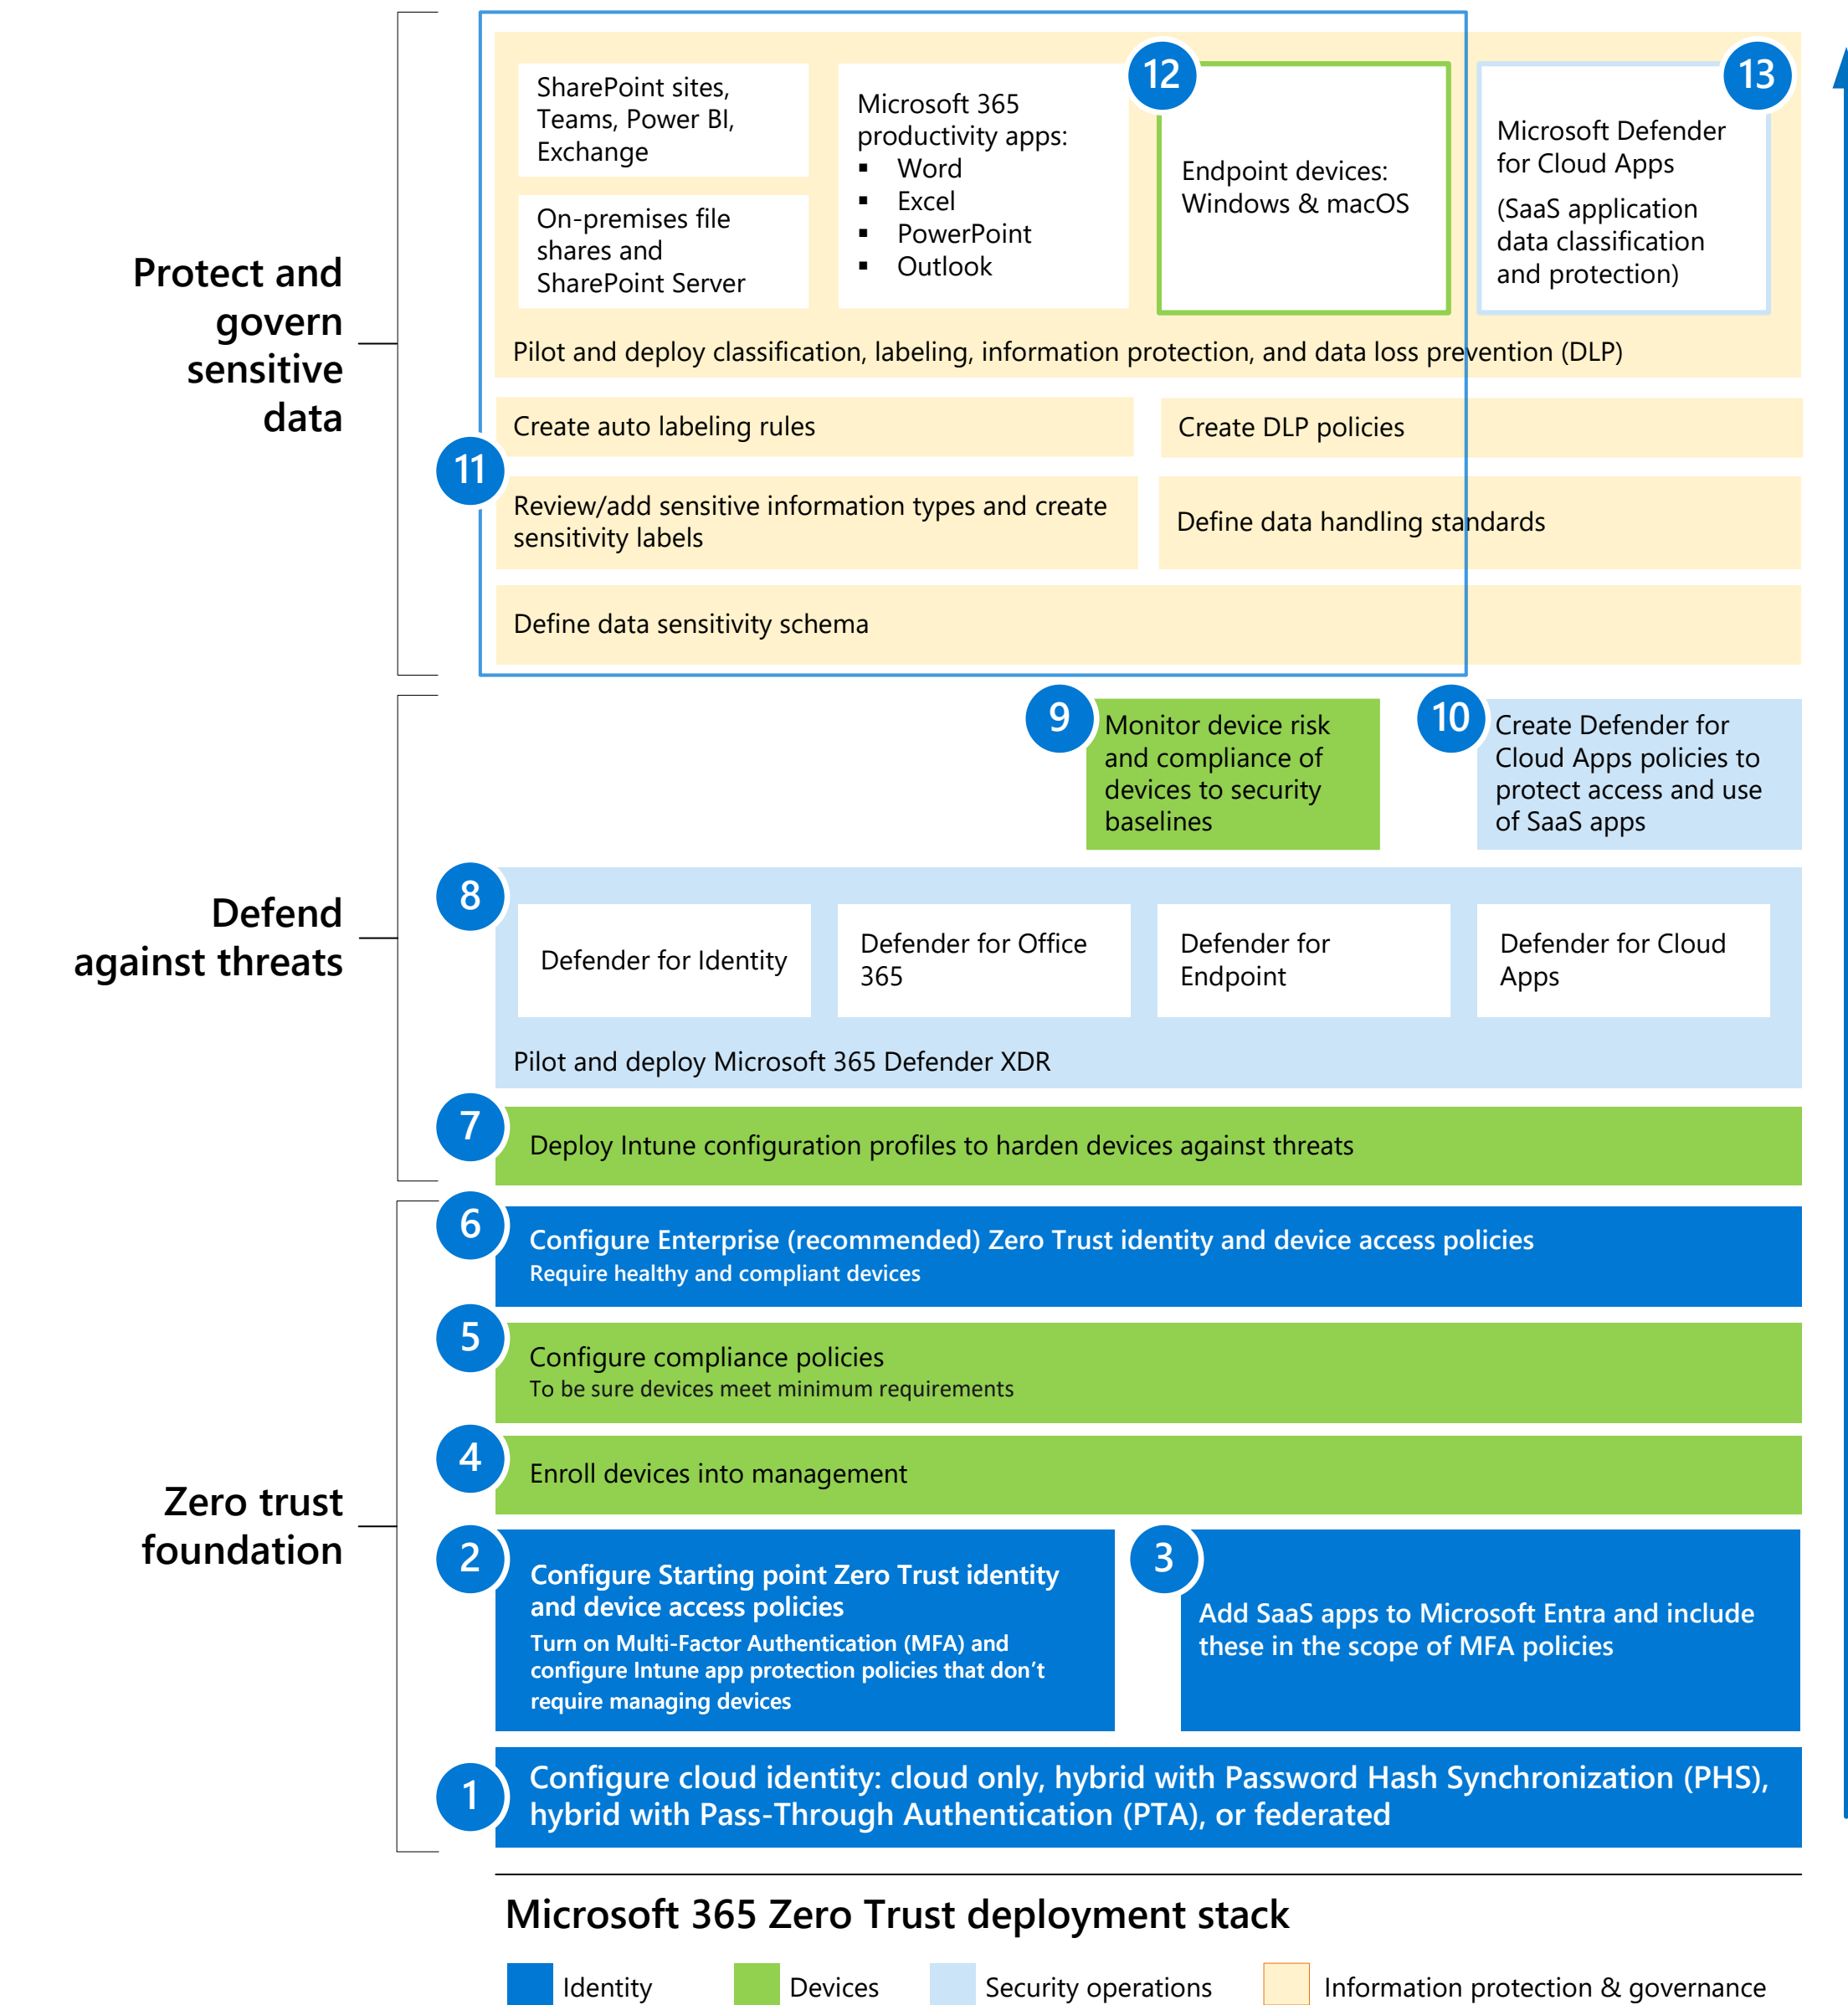 Protect and
govern
sensitive
data
SharePoint sites,
Teams, Power BI,
Exchange
On-premises file
shares and
SharePoint Server
Microsoft 365
productivity apps:
▪ Word
▪ Excel
▪ PowerPoint
▪ Outlook
12
Endpoint devices:
Windows & macOS
13
Microsoft Defender
for Cloud Apps
(SaaS application
data classification
and protection)
Pilot and deploy classification, labeling, information protection, and data loss prevention (DLP)
11
Create auto labeling rules
Create DLP policies
Review/add sensitive information types and create
sensitivity labels
Define data handling standards
Define data sensitivity schema
Defend
against threats
9
Monitor device risk
and compliance of
devices to security
baselines
10
Create Defender for
Cloud Apps policies to
protect access and use
of SaaS apps
8
Defender for Identity
Defender for Office
365
Defender for
Endpoint
Defender for Cloud
Apps
Pilot and deploy Microsoft 365 Defender XDR
7
Deploy Intune configuration profiles to harden devices against threats
Zero trust
foundation
6
Configure Enterprise (recommended) Zero Trust identity and device access policies
Require healthy and compliant devices
5
Configure compliance policies
To be sure devices meet minimum requirements
4
Enroll devices into management
2
Configure Starting point Zero Trust identity
and device access policies
Turn on Multi-Factor Authentication (MFA) and
configure Intune app protection policies that don't
require managing devices
3
Add SaaS apps to Microsoft Entra and include
these in the scope of MFA policies
1
Configure cloud identity: cloud only, hybrid with Password Hash Synchronization (PHS),
hybrid with Pass-Through Authentication (PTA), or federated
Microsoft 365 Zero Trust deployment stack
Identity
Devices
Security operations
Information protection & governance